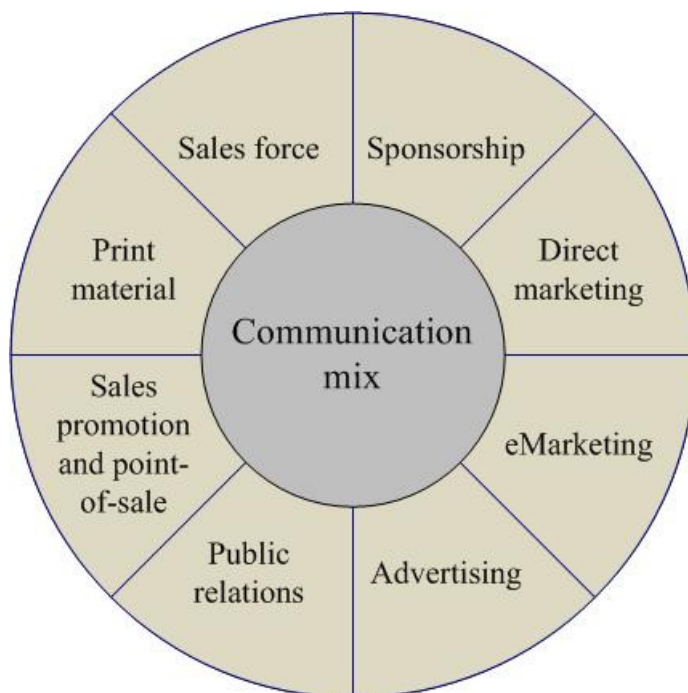 Sales force
Sponsorship
Print
material
Direct
marketing
Communication
mix
Sales
promotion
and point-
of-sale
eMarketing
Public
relations
Advertising